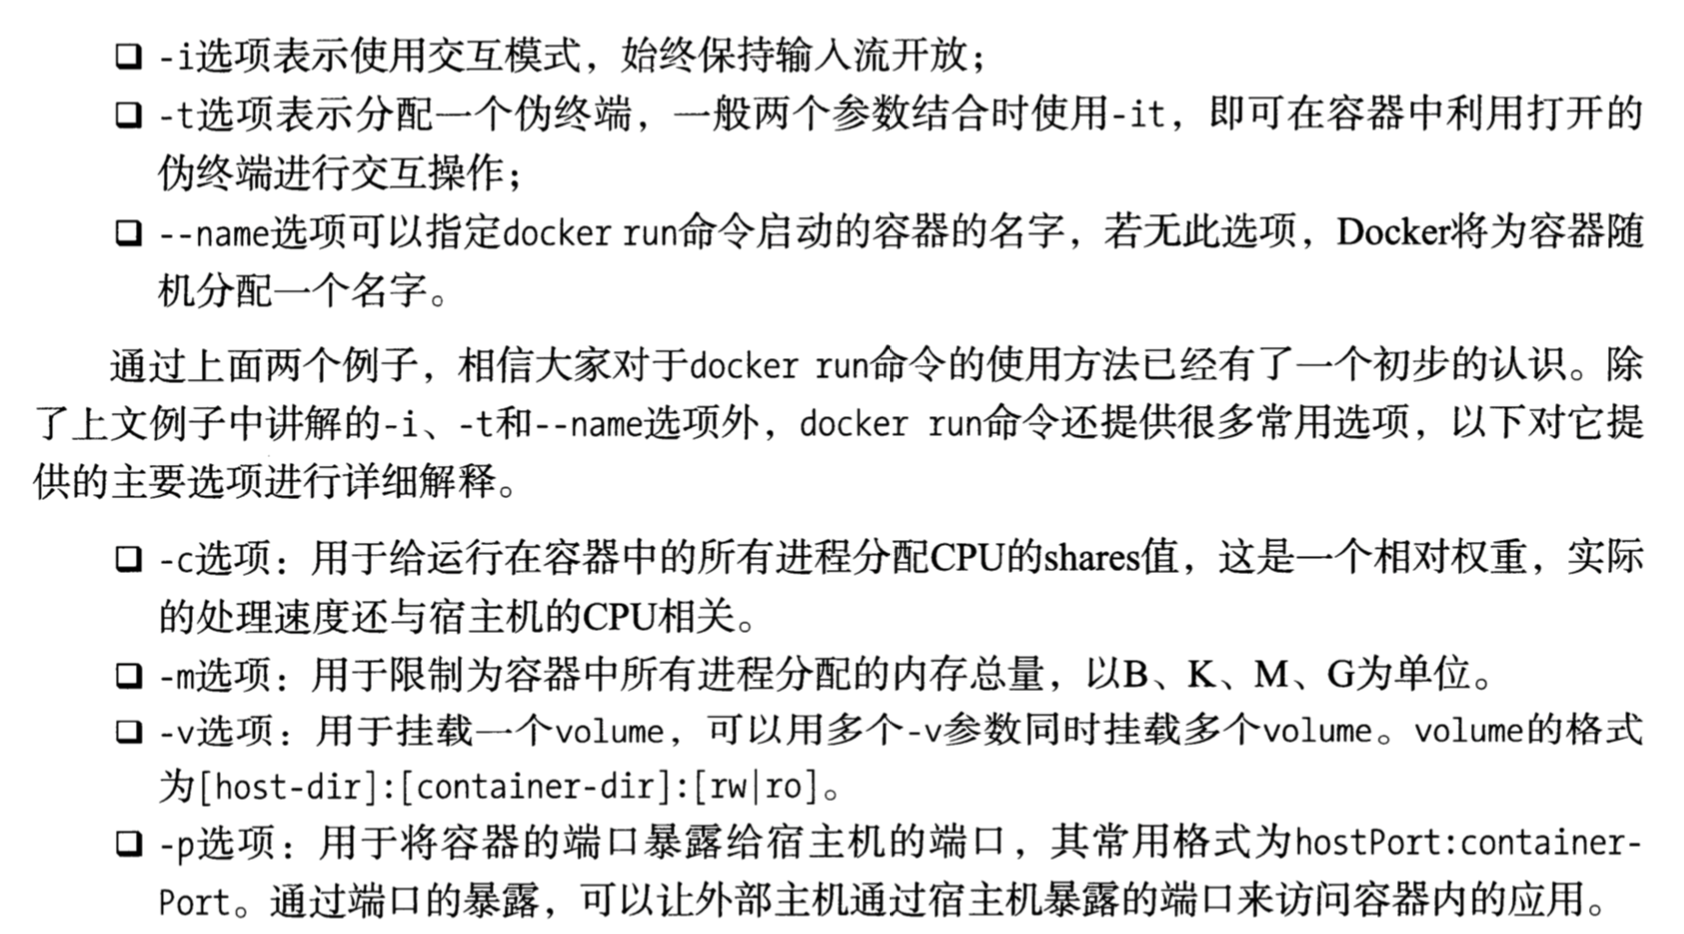 ❑ -i选项表示使用交互模式，始终保持输入流开放；
❑ -t选项表示分配一个伪终端，一般两个参数结合时使用-it，即可在容器中利用打开的
伪终端进行交互操作；
❑ --name选项可以指定docker run命令启动的容器的名字，若无此选项，Docker将为容器随
机分配一个名字。
通过上面两个例子，相信大家对于docker run命令的使用方法已经有了一个初步的认识。除
了上文例子中讲解的-i、-t和--name选项外，docker run命令还提供很多常用选项，以下对它提
供的主要选项进行详细解释。
❑ -c选项：用于给运行在容器中的所有进程分配CPU的shares值，这是一个相对权重，实际
的处理速度还与宿主机的CPU相关。
❑ -m选项：用于限制为容器中所有进程分配的内存总量，以B、K、M、G为单位。
❑ -v选项：用于挂载一个volume，可以用多个-v参数同时挂载多个volume。volume的格式
为[host-dir]:[container-dir]:[rw|ro]。
❑ -p选项：用于将容器的端口暴露给宿主机的端口，其常用格式为hostPort:container-
Port。通过端口的暴露，可以让外部主机通过宿主机暴露的端口来访问容器内的应用。